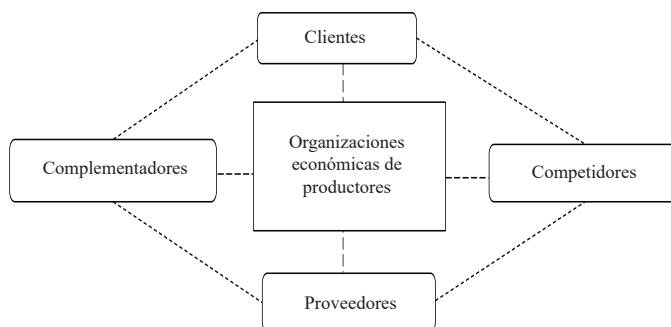 Clientes
Organizaciones
económicas de
productores
Complementadores
Competidores
Proveedores